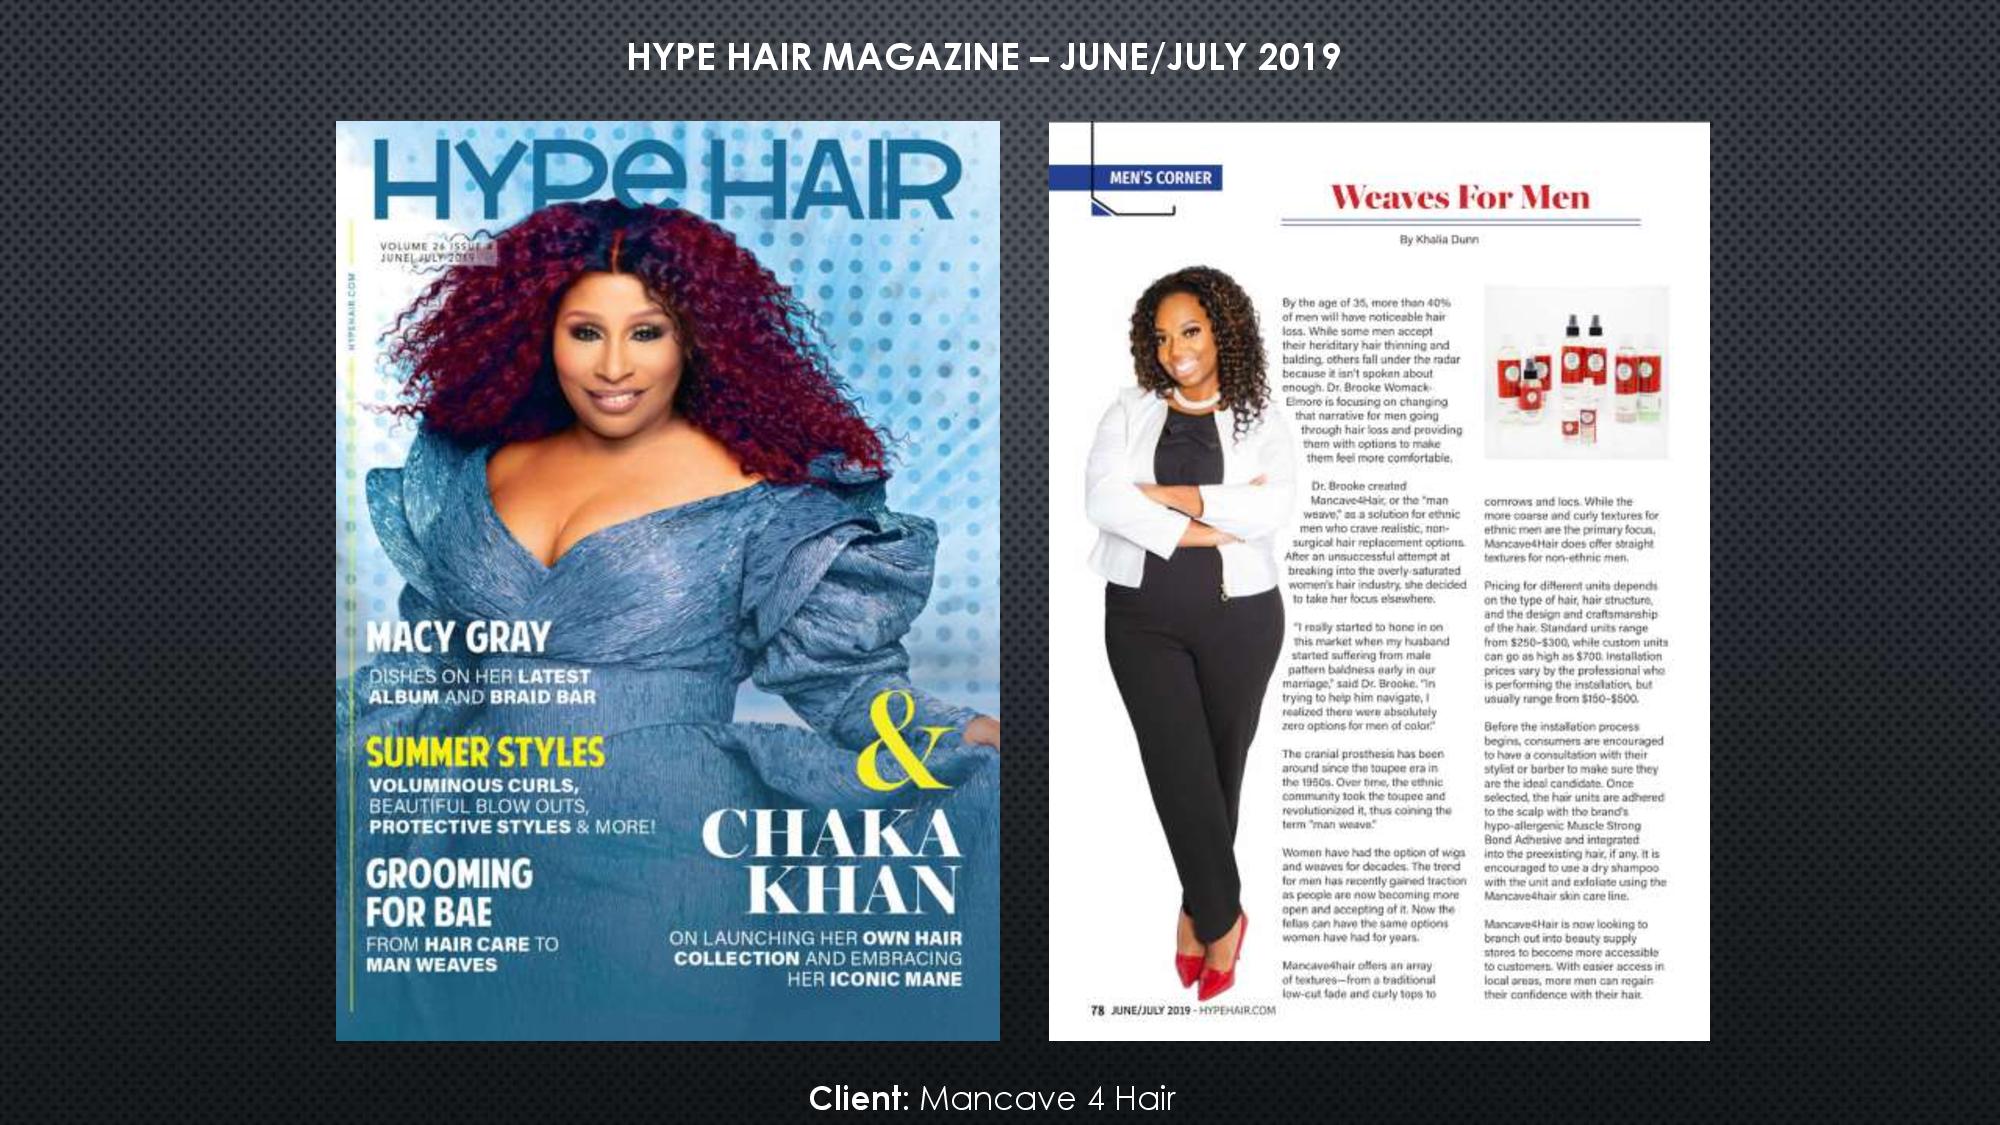 HYPE HAIR MAGAZINE – JUNE/JULY 2019
HYPe HAIR
VOLUME 26 ISSUE 4
JUNE| JULY 2019
HYPEHAIR.COM
MACY GRAY
DISHES ON HER LATEST
ALBUM AND BRAID BAR
SUMMER STYLES
VOLUMINOUS CURLS,
BEAUTIFUL BLOW OUTS,
PROTECTIVE STYLES & MORE!
GROOMING
FOR BAE
FROM HAIR CARE TO
MAN WEAVES
&
CHAKA
KHAN
ON LAUNCHING HER OWN HAIR
COLLECTION AND EMBRACING
HER ICONIC MANE
MEN'S CORNER
Weaves For Men
By Khalia Dunn
By the age of 35, more than 40%
of men will have noticeable hair
loss. While some men accept
their heriditary hair thinning and
balding, others fall under the radar
because it isn't spoken about
enough. Dr. Brooke Womack-
Elmore is focusing on changing
that narrative for men going
through hair loss and providing
them with options to make
them feel more comfortable.
Dr. Brooke created
Mancave4Hair, or the "man
weave," as a solution for ethnic
men who crave realistic, non-
surgical hair replacement options.
After an unsuccessful attempt at
breaking into the overly-saturated
women's hair industry, she decided
to take her focus elsewhere.
"I really started to hone in on
this market when my husband
started suffering from male
pattern baldness early in our
marriage," said Dr. Brooke. "In
trying to help him navigate, I
realized there were absolutely
zero options for men of color."
The cranial prosthesis has been
around since the toupee era in
the 1950s. Over time, the ethnic
community took the toupee and
revolutionized it, thus coining the
term "man weave."
Women have had the option of wigs
and weaves for decades. The trend
for men has recently gained traction
as people are now becoming more
open and accepting of it. Now the
fellas can have the same options
women have had for years.
Mancave4hair offers an array
of textures—from a traditional
low-cut fade and curly tops to
cornrows and locs. While the
more coarse and curly textures for
ethnic men are the primary focus,
Mancave4Hair does offer straight
textures for non-ethnic men.
Pricing for different units depends
on the type of hair, hair structure,
and the design and craftsmanship
of the hair. Standard units range
from $250-$300, while custom units
can go as high as $700. Installation
prices vary by the professional who
is performing the installation, but
usually range from $150-$500.
Before the installation process
begins, consumers are encouraged
to have a consultation with their
stylist or barber to make sure they
are the ideal candidate. Once
selected, the hair units are adhered
to the scalp with the brand's
hypo-allergenic Muscle Strong
Bond Adhesive and integrated
into the preexisting hair, if any. It is
encouraged to use a dry shampoo
with the unit and exfoliate using the
Mancave4hair skin care line.
Mancave4Hair is now looking to
branch out into beauty supply
stores to become more accessible
to customers. With easier access in
local areas, more men can regain
their confidence with their hair.
78 JUNE/JULY 2019 - HYPEHAIR.COM
Client: Mancave 4 Hair